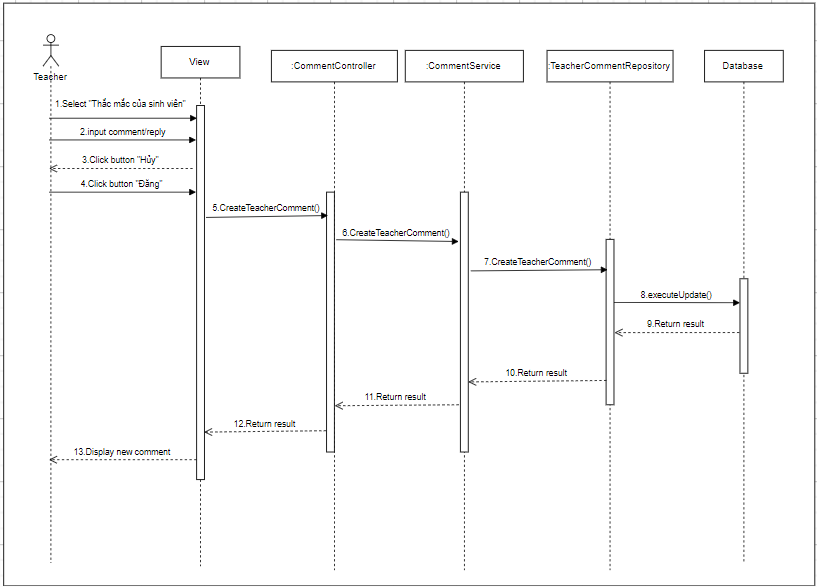 Teacher
View
:CommentController
:CommentService
:TeacherCommentRepository
Database
1.Select "Thắc mắc của sinh viên"
2.input comment/reply
3.Click button "Hủy"
4.Click button "Đăng"
5.CreateTeacherComment()
6.CreateTeacherComment()
7.CreateTeacherComment()
8.executeUpdate()
9.Return result
10.Return result
11.Return result
12.Return result
13.Display new comment